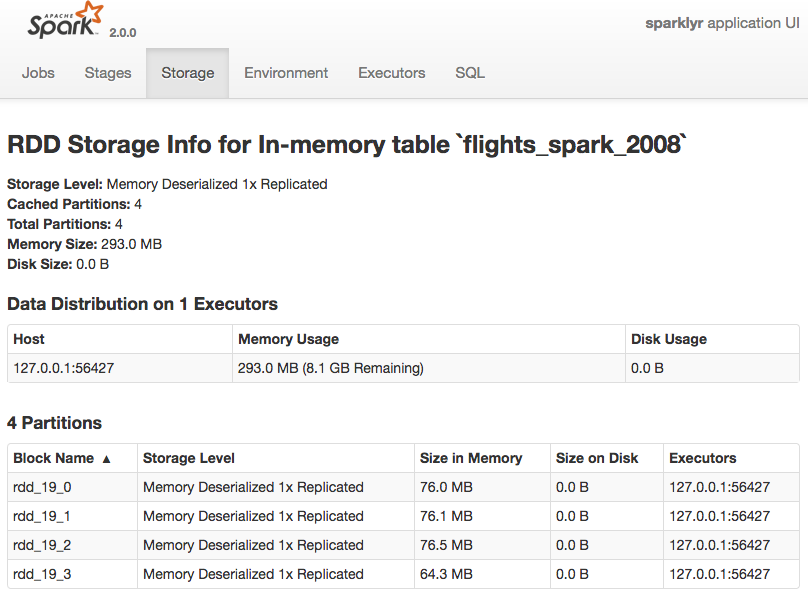 APACHE
Spark™ 2.0.0
sparklyr application UI
Jobs Stages Storage Environment Executors SQL
RDD Storage Info for In-memory table `flights_spark_2008`
Storage Level: Memory Deserialized 1x Replicated
Cached Partitions: 4
Total Partitions: 4
Memory Size: 293.0 MB
Disk Size: 0.0 B
Data Distribution on 1 Executors
Host Memory Usage Disk Usage
127.0.0.1:56427 293.0 MB (8.1 GB Remaining) 0.0 B
4 Partitions
Block Name ▲ Storage Level Size in Memory Size on Disk Executors
rdd_19_0 Memory Deserialized 1x Replicated 76.0 MB 0.0 B 127.0.0.1:56427
rdd_19_1 Memory Deserialized 1x Replicated 76.1 MB 0.0 B 127.0.0.1:56427
rdd_19_2 Memory Deserialized 1x Replicated 76.5 MB 0.0 B 127.0.0.1:56427
rdd_19_3 Memory Deserialized 1x Replicated 64.3 MB 0.0 B 127.0.0.1:56427